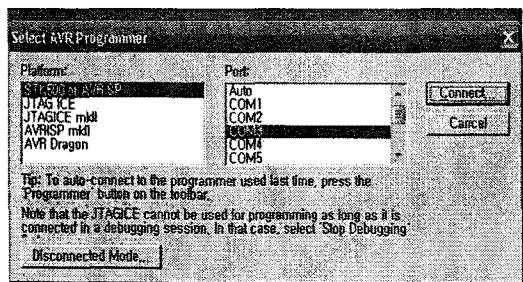 Select AVR Programmer
X
Platform:
STK500 or AVRISP
JTAG ICE
JTAGICE mkII
AVRISP mkII
AVR Dragon
Port:
Auto
COM1
COM2
COM3
COM4
COM5
Connect...
Cancel
Tip: To auto-connect to the programmer used last time, press the
'Programmer' button on the toolbar.
Note that the JTAGICE cannot be used for programming as long as it is
connected in a debugging session. In that case, select 'Stop Debugging'
Disconnected Mode...